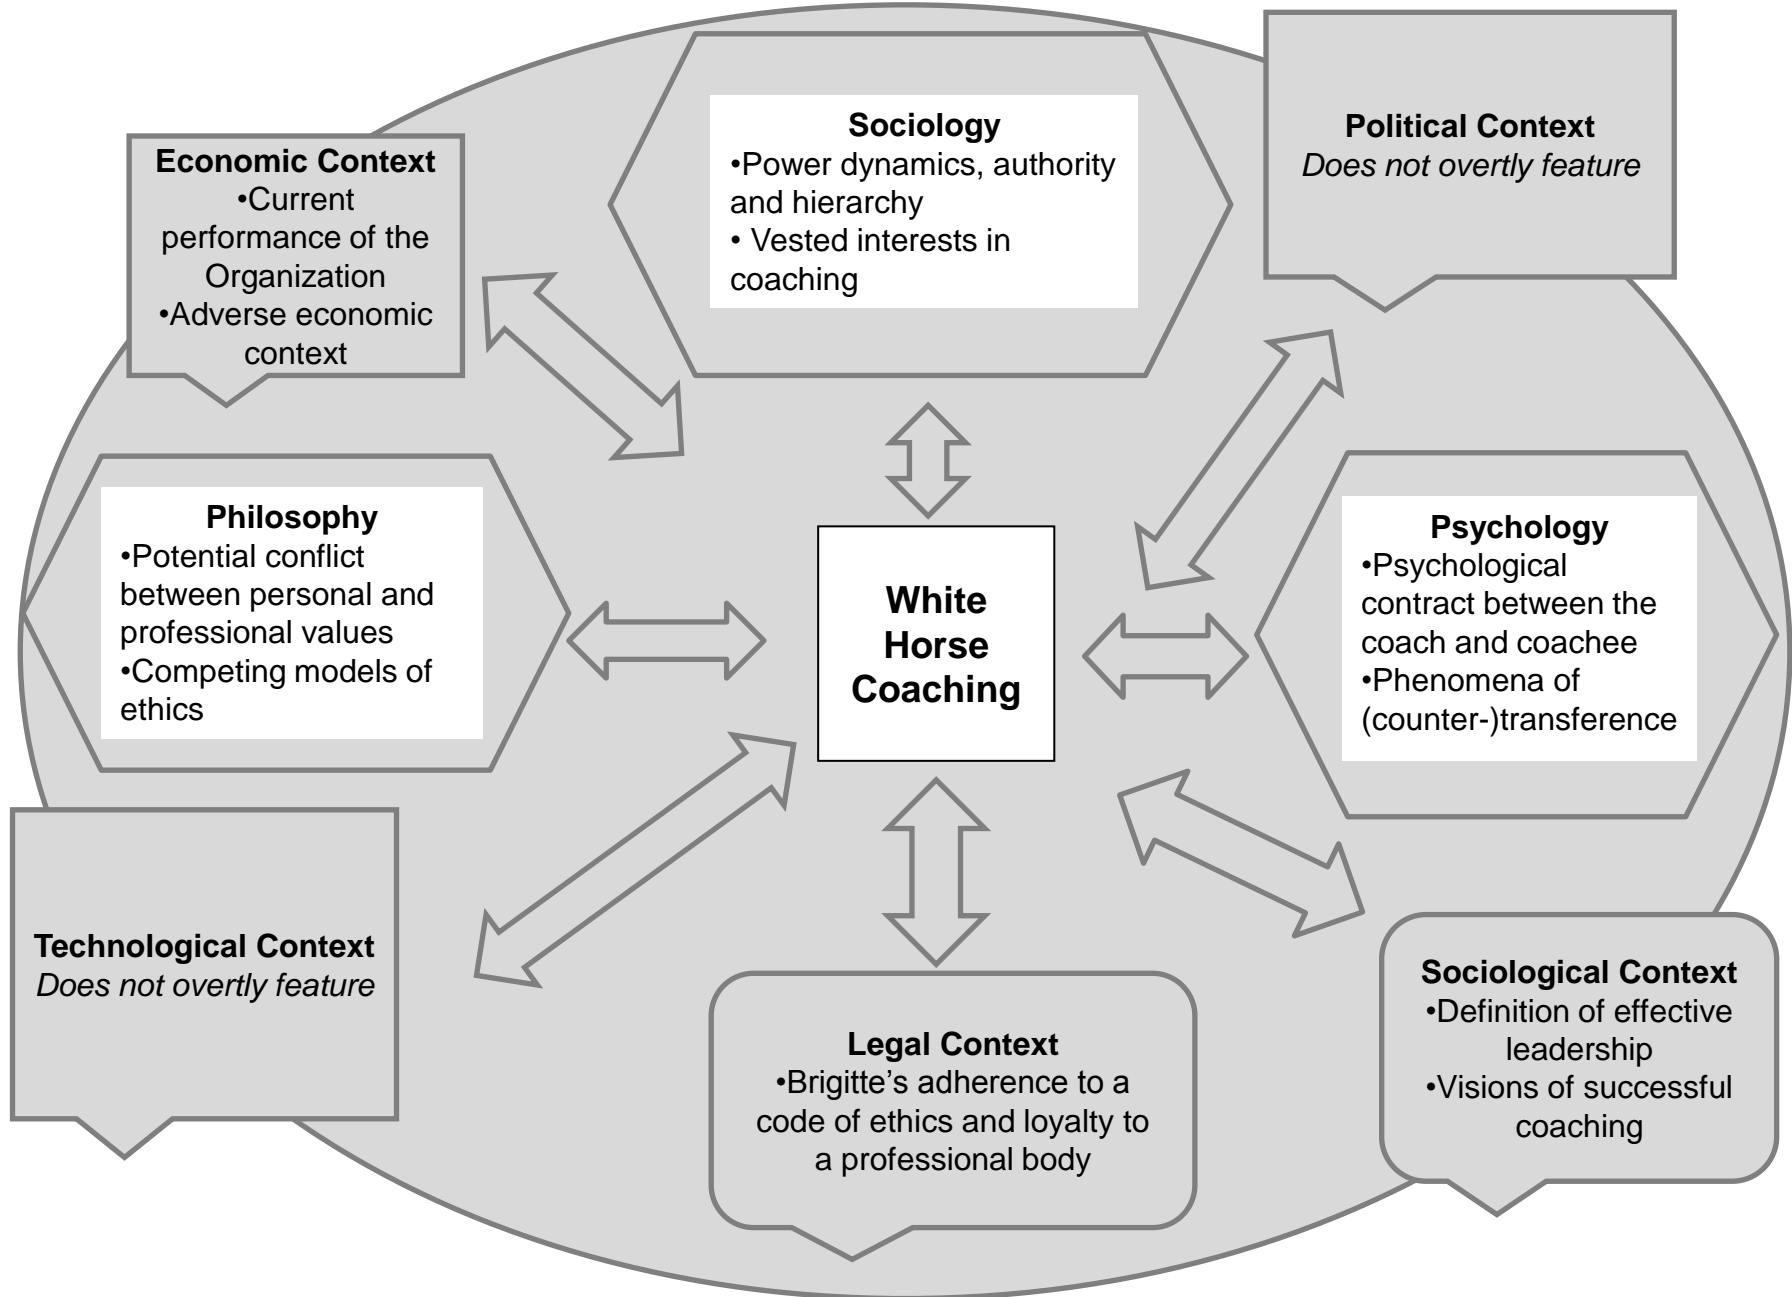 Sociology
•Power dynamics, authority
and hierarchy
• Vested interests in
coaching
Political Context
Does not overtly feature
Economic Context
•Current
performance of the
Organization
•Adverse economic
context
Philosophy
•Potential conflict
between personal and
professional values
•Competing models of
ethics
White
Horse
Coaching
Psychology
•Psychological
contract between the
coach and coachee
•Phenomena of
(counter-)transference
Technological Context
Does not overtly feature
Legal Context
•Brigitte’s adherence to a
code of ethics and loyalty to
a professional body
Sociological Context
•Definition of effective
leadership
•Visions of successful
coaching